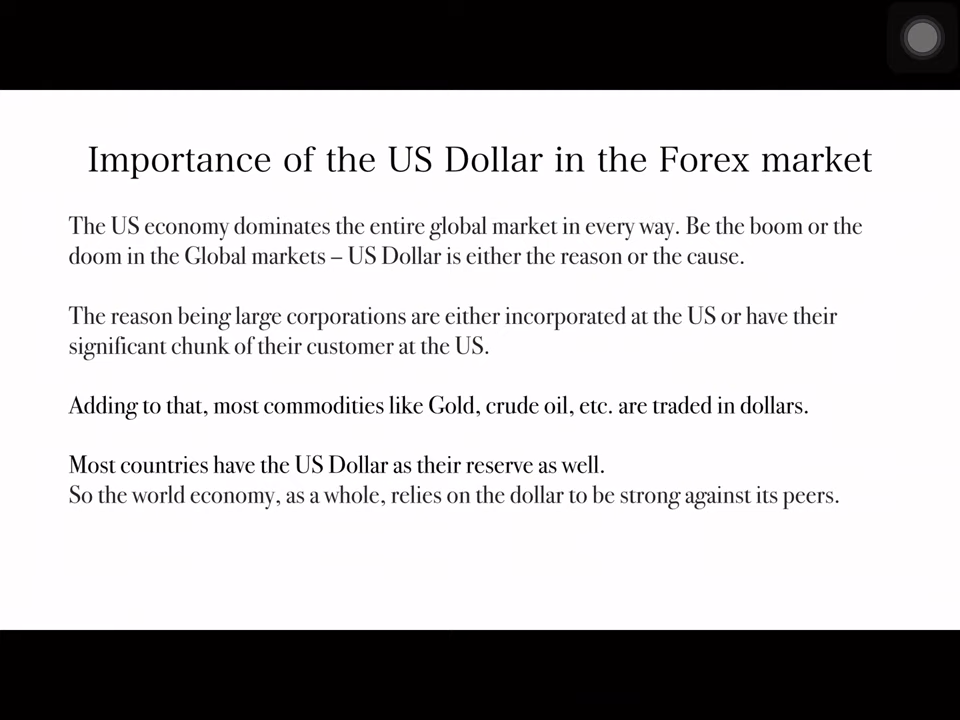 Importance of the US Dollar in the Forex market
The US economy dominates the entire global market in every way. Be the boom or the
doom in the Global markets – US Dollar is either the reason or the cause.
The reason being large corporations are either incorporated at the US or have their
significant chunk of their customer at the US.
Adding to that, most commodities like Gold, crude oil, etc. are traded in dollars.
Most countries have the US Dollar as their reserve as well.
So the world economy, as a whole, relies on the dollar to be strong against its peers.